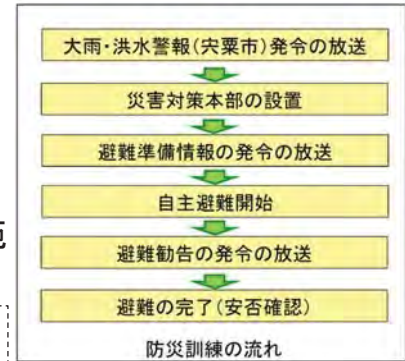 大雨・洪水警報(宍粟市)発令の放送
災害対策本部の設置
避難準備情報の発令の放送
自主避難開始
避難勧告の発令の放送
避難の完了(安否確認)
防災訓練の流れ